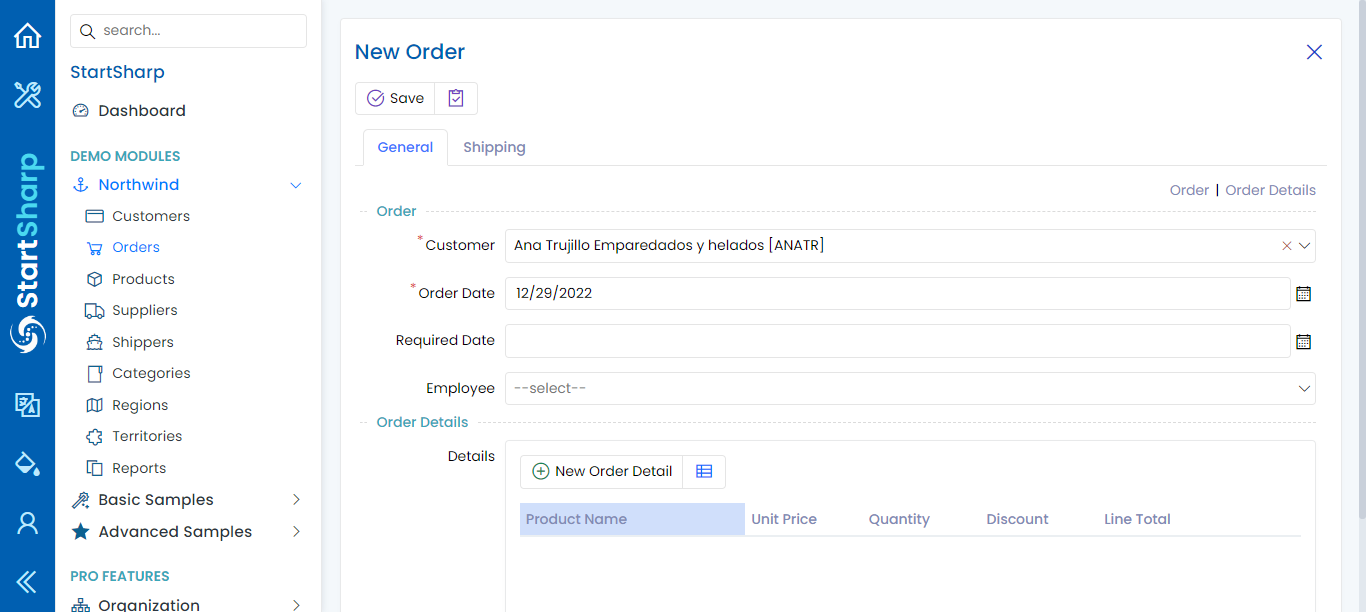 search...
StartSharp
StartSharp
Dashboard
DEMO MODULES
Northwind
Customers
Orders
Products
Suppliers
Shippers
Categories
Regions
Territories
Reports
Basic Samples
Advanced Samples
PRO FEATURES
Organization
New Order
Save
General Shipping
Order | Order Details
Order
* Customer Ana Trujillo Emparedados y helados [ANATR]
* Order Date 12/29/2022
Required Date
Employee --select--
Order Details
Details
New Order Detail
Product Name Unit Price Quantity Discount Line Total